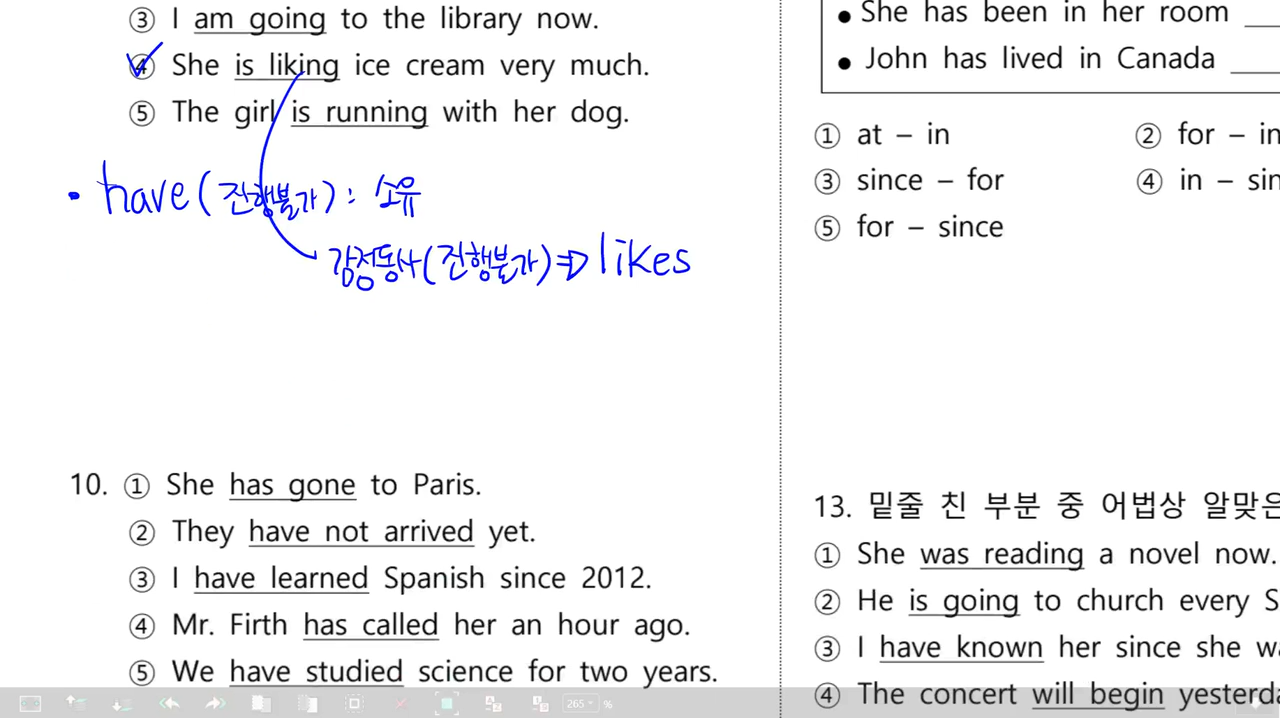 ③ I am going to the library now.
④ She is liking ice cream very much.
⑤ The girl is running with her dog.
• have (진행불가) : 소유
감정동사 (진행불가) ⇒ likes
10. ① She has gone to Paris.
② They have not arrived yet.
③ I have learned Spanish since 2012.
④ Mr. Firth has called her an hour ago.
⑤ We have studied science for two years.
● She has been in her room ___
● John has lived in Canada ___
① at – in
② for – in
③ since – for
④ in – sin
⑤ for – since
13. 밑줄 친 부분 중 어법상 알맞은
① She was reading a novel now.
② He is going to church every S
③ I have known her since she wa
④ The concert will begin yesterda
265 %